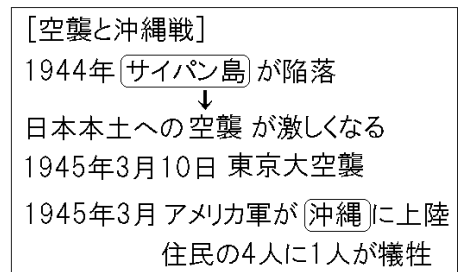 [空襲と沖縄戦]
1944年 サイパン島 が陥落
↓
日本本土への 空襲 が激しくなる
1945年3月10日 東京大空襲
1945年3月 アメリカ軍が 沖縄 に上陸
住民の4人に1人が犠牲